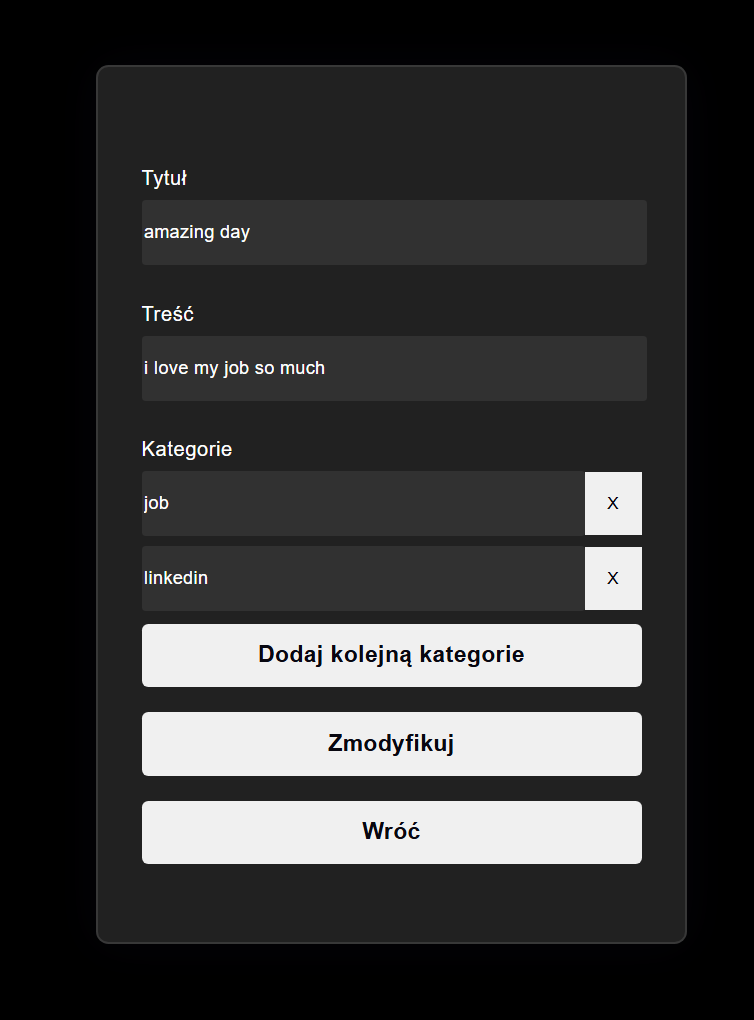 Tytuł
amazing day
Treść
i love my job so much
Kategorie
job X
linkedin X
Dodaj kolejną kategorie
Zmodyfikuj
Wróć